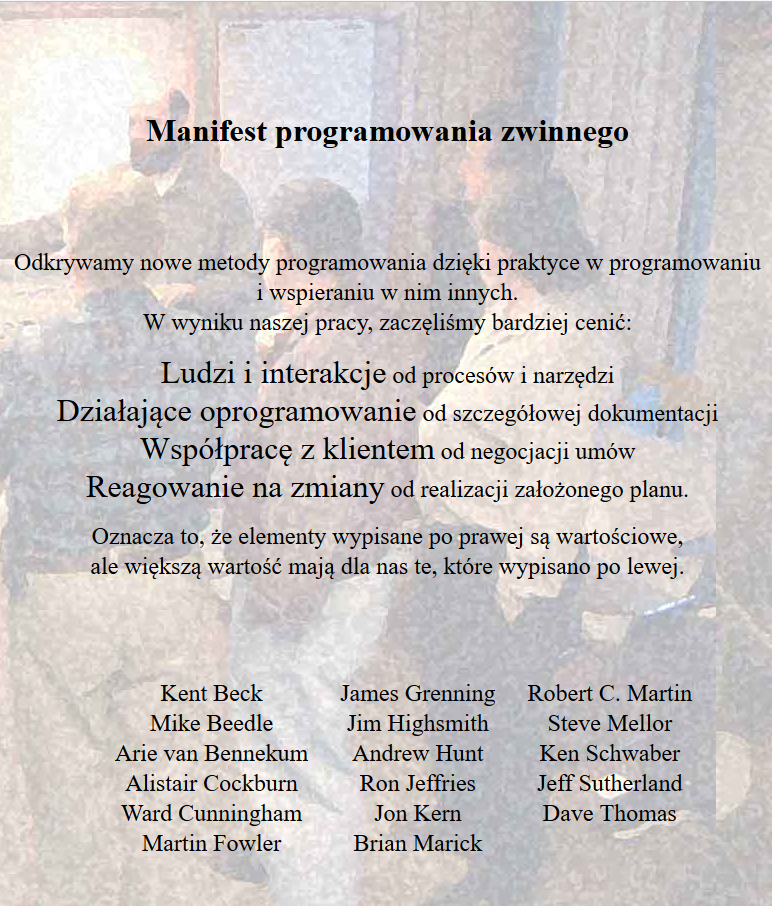 Manifest programowania zwinnego
Odkrywamy nowe metody programowania dzięki praktyce w programowaniu
i wspieraniu w nim innych.
W wyniku naszej pracy, zaczęliśmy bardziej cenić:
Ludzi i interakcje od procesów i narzędzi
Działające oprogramowanie od szczegółowej dokumentacji
Współpracę z klientem od negocjacji umów
Reagowanie na zmiany od realizacji założonego planu.
Oznacza to, że elementy wypisane po prawej są wartościowe,
ale większą wartość mają dla nas te, które wypisano po lewej.
Kent Beck
Mike Beedle
Arie van Bennekum
Alistair Cockburn
Ward Cunningham
Martin Fowler
James Grenning
Jim Highsmith
Andrew Hunt
Ron Jeffries
Jon Kern
Brian Marick
Robert C. Martin
Steve Mellor
Ken Schwaber
Jeff Sutherland
Dave Thomas